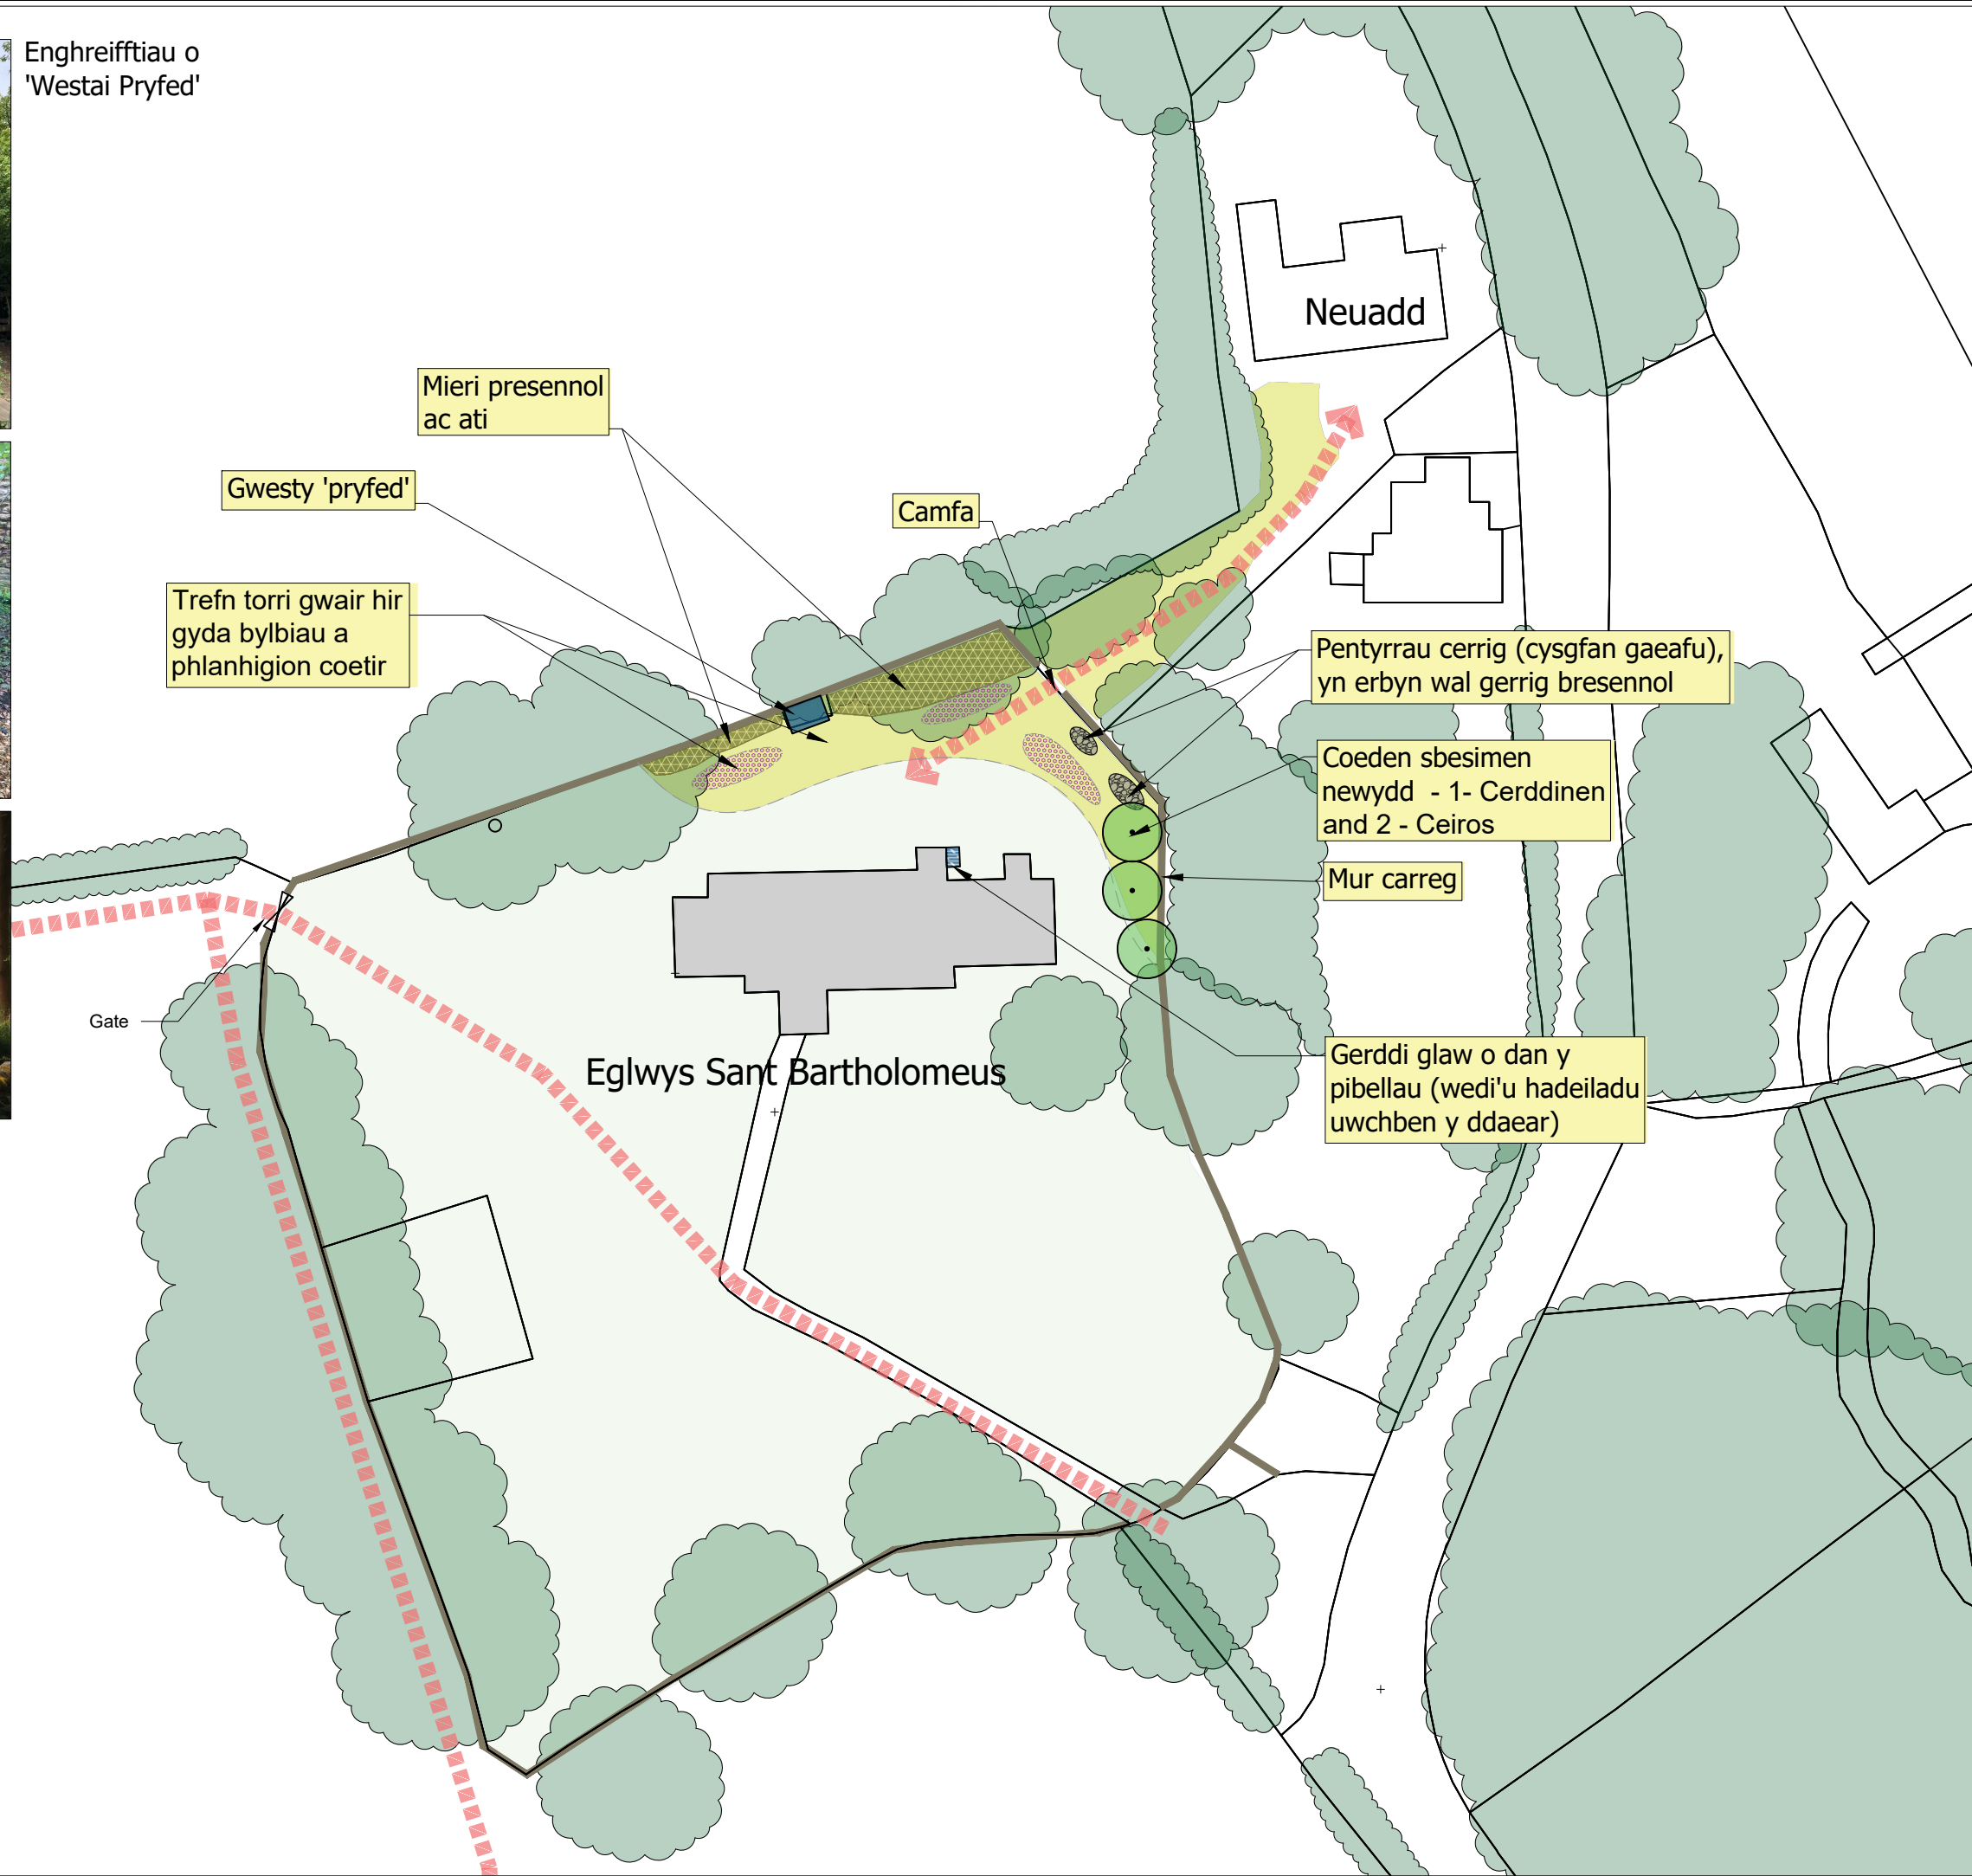 Enghreifftiau o
'Westai Pryfed'
Neuadd
Mieri presennol
ac ati
Gwesty 'pryfed'
Camfa
Trefn torri gwair hir
gyda bylbiau a
phlanhigion coetir
Pentyrrau cerrig (cysgfan gaeafu),
yn erbyn wal gerrig bresennol
Coeden sbesimen
newydd - 1- Cerddinen
and 2 - Ceiros
Mur carreg
Gate
Eglwys Sant Bartholomeus
Gerddi glaw o dan y
pibellau (wedi'u hadeiladu
uwchben y ddaear)